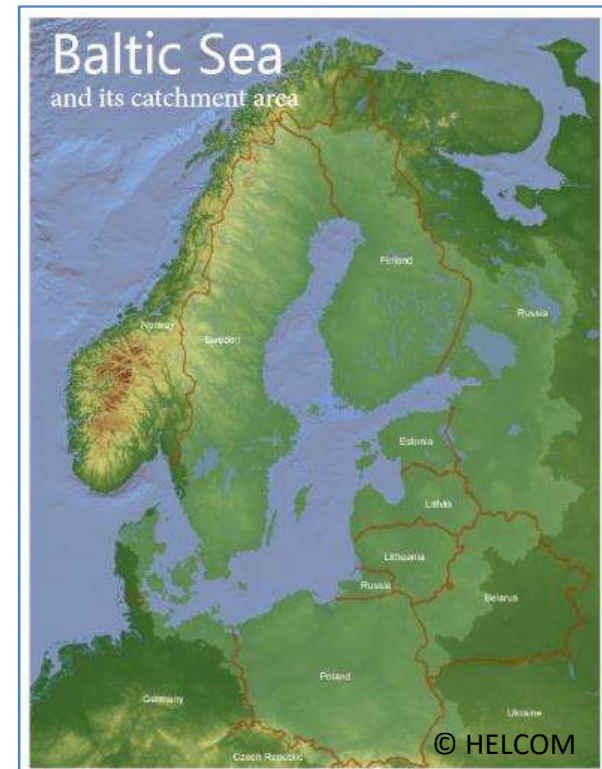 Baltic Sea
and its catchment area
Finland
Russia
Norway
Sweden
Estonia
Latvia
Lithuania
Russia
Belarus
Poland
Germany
Ukraine
Czech Republic
© HELCOM